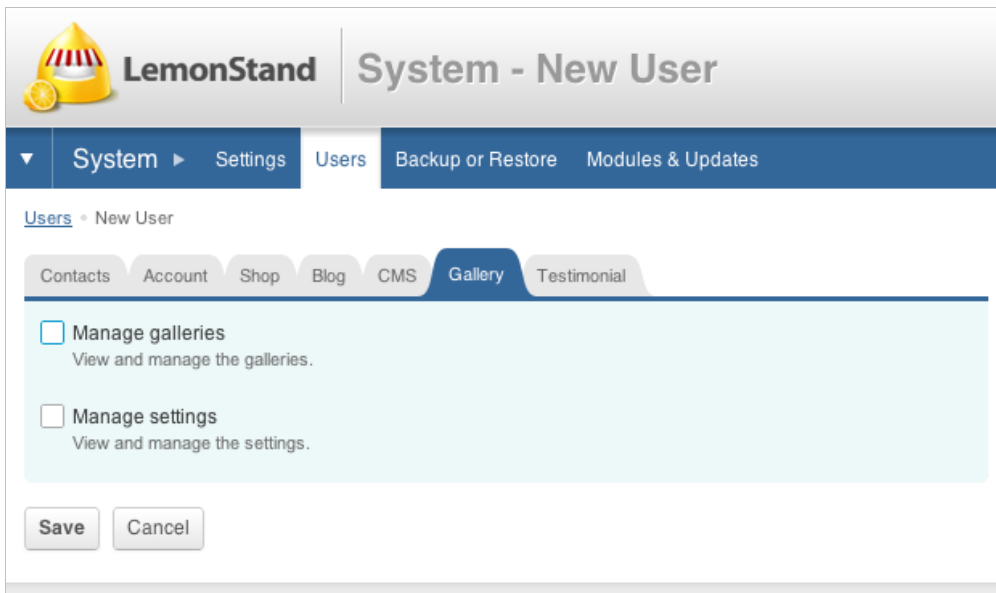 LemonStand System - New User
System Settings Users Backup or Restore Modules & Updates
Users • New User
Contacts Account Shop Blog CMS Gallery Testimonial
Manage galleries
View and manage the galleries.
Manage settings
View and manage the settings.
Save Cancel